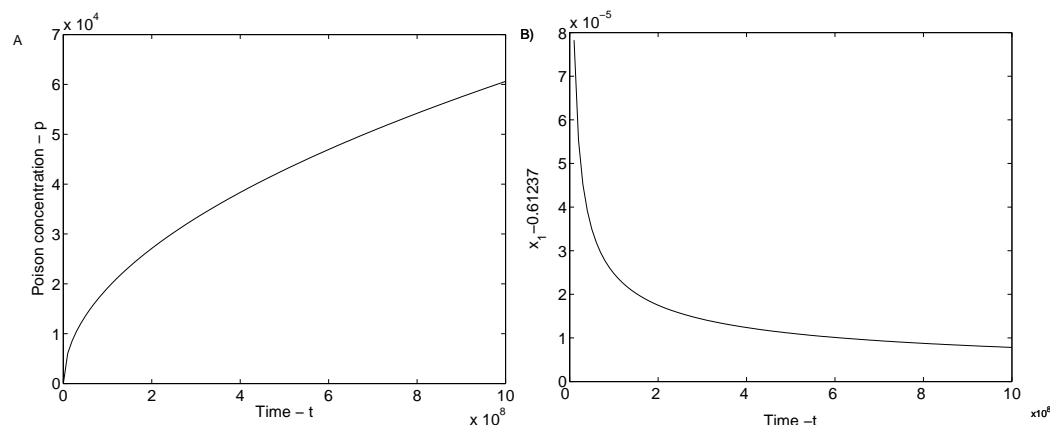 A
x 10^4
7
6
5
4
3
2
1
0
Poison concentration – p
0 2 4 6 8 10
Time – t
x 10^8
B)
x 10^-5
8
7
6
5
4
3
2
1
0
x_1–0.61237
0 2 4 6 8 10
Time –t
x10^8